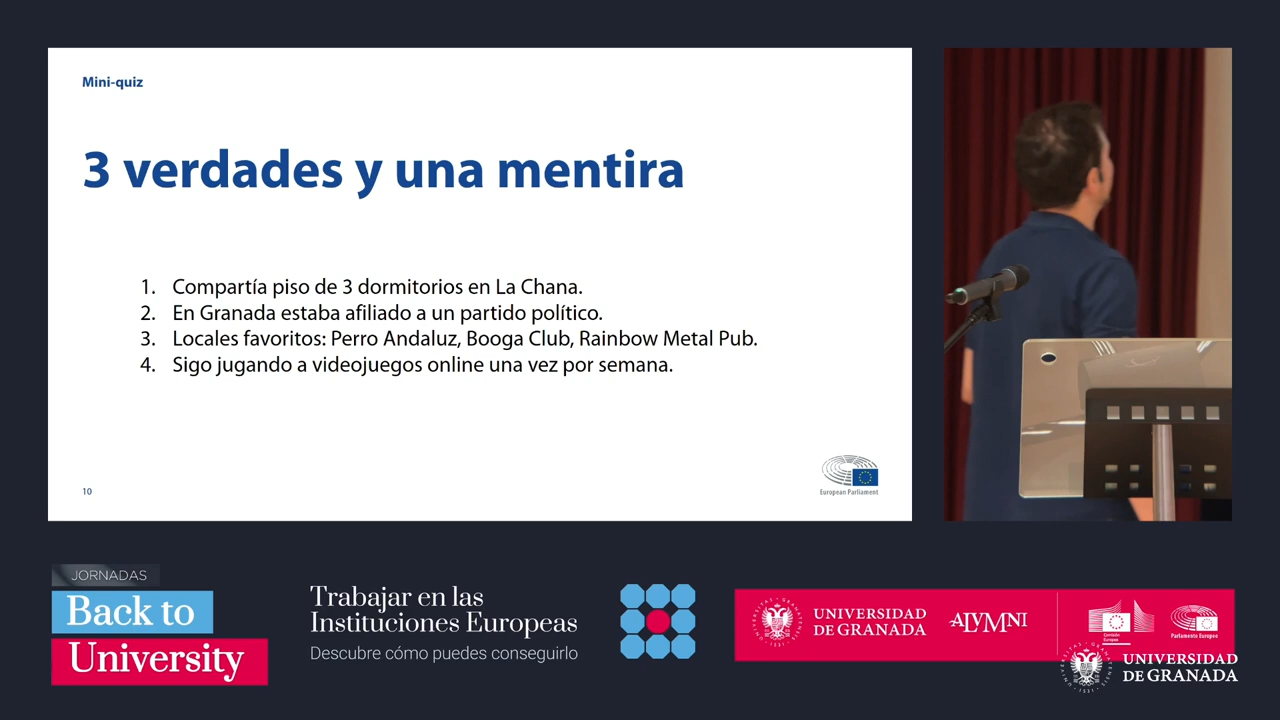 Mini-quiz
3 verdades y una mentira
1. Compartía piso de 3 dormitorios en La Chana.
2. En Granada estaba afiliado a un partido político.
3. Locales favoritos: Perro Andaluz, Booga Club, Rainbow Metal Pub.
4. Sigo jugando a videojuegos online una vez por semana.
10
European Parliament
JORNADAS
Back to
University
Trabajar en las
Instituciones Europeas
Descubre cómo puedes conseguirlo
UNIVERSIDAD
DE GRANADA
ALVMNI
Comisión
Europea
Parlamento Europeo
UNIVERSIDAD
DE GRANADA